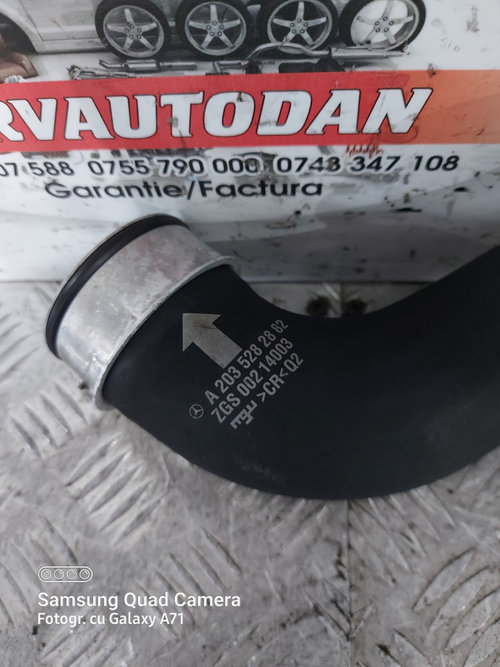 RVAUTODAN
07 588 0755 790 000 0743 347 108
Garantie/Factura
A 203 528 28 82
ZGS 002 14003
>CR<Q2
Samsung Quad Camera
Fotogr. cu Galaxy A71